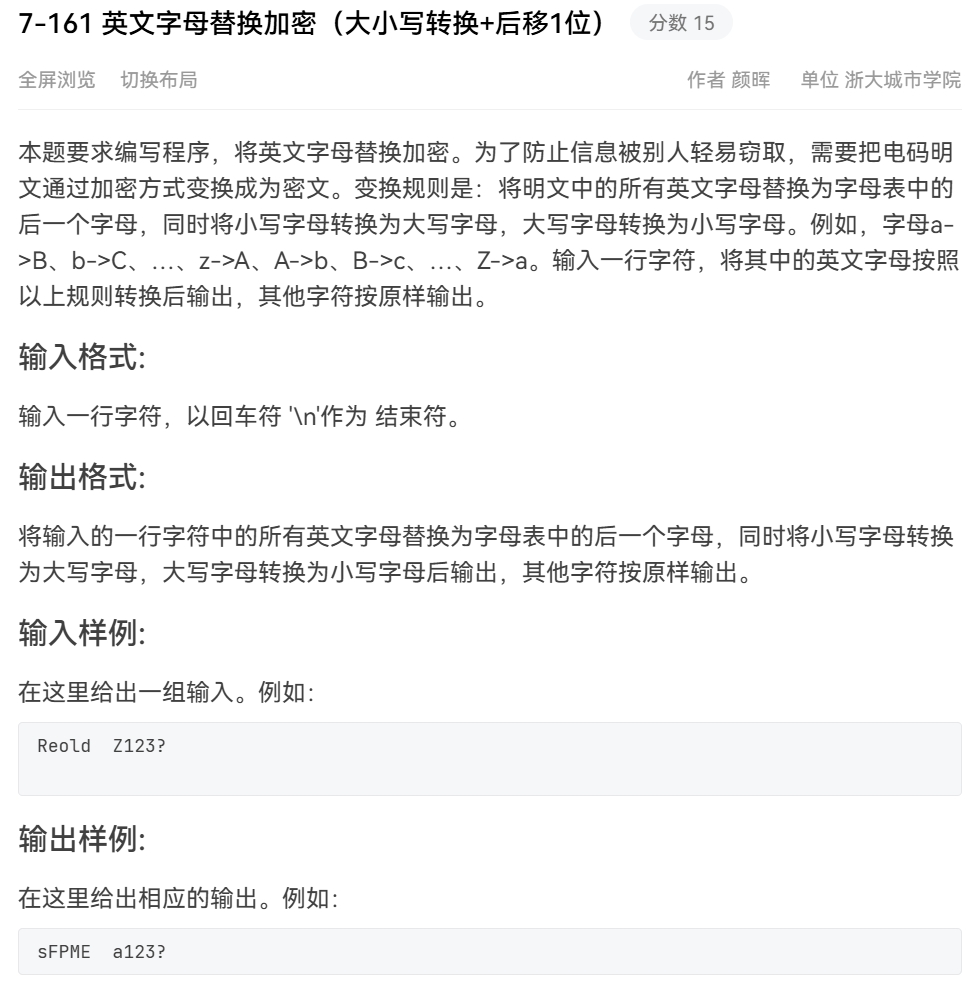 7-161 英文字母替换加密（大小写转换+后移1位） 分数 15
全屏浏览 切换布局 作者 颜晖 单位 浙大城市学院
本题要求编写程序，将英文字母替换加密。为了防止信息被别人轻易窃取，需要把电码明
文通过加密方式变换成为密文。变换规则是：将明文中的所有英文字母替换为字母表中的
后一个字母，同时将小写字母转换为大写字母，大写字母转换为小写字母。例如，字母a-
>B、b->C、…、z->A、A->b、B->c、…、Z->a。输入一行字符，将其中的英文字母按照
以上规则转换后输出，其他字符按原样输出。
输入格式:
输入一行字符，以回车符 '\n'作为 结束符。
输出格式:
将输入的一行字符中的所有英文字母替换为字母表中的后一个字母，同时将小写字母转换
为大写字母，大写字母转换为小写字母后输出，其他字符按原样输出。
输入样例:
在这里给出一组输入。例如：
Reold  Z123?
输出样例:
在这里给出相应的输出。例如：
sFPME  a123?